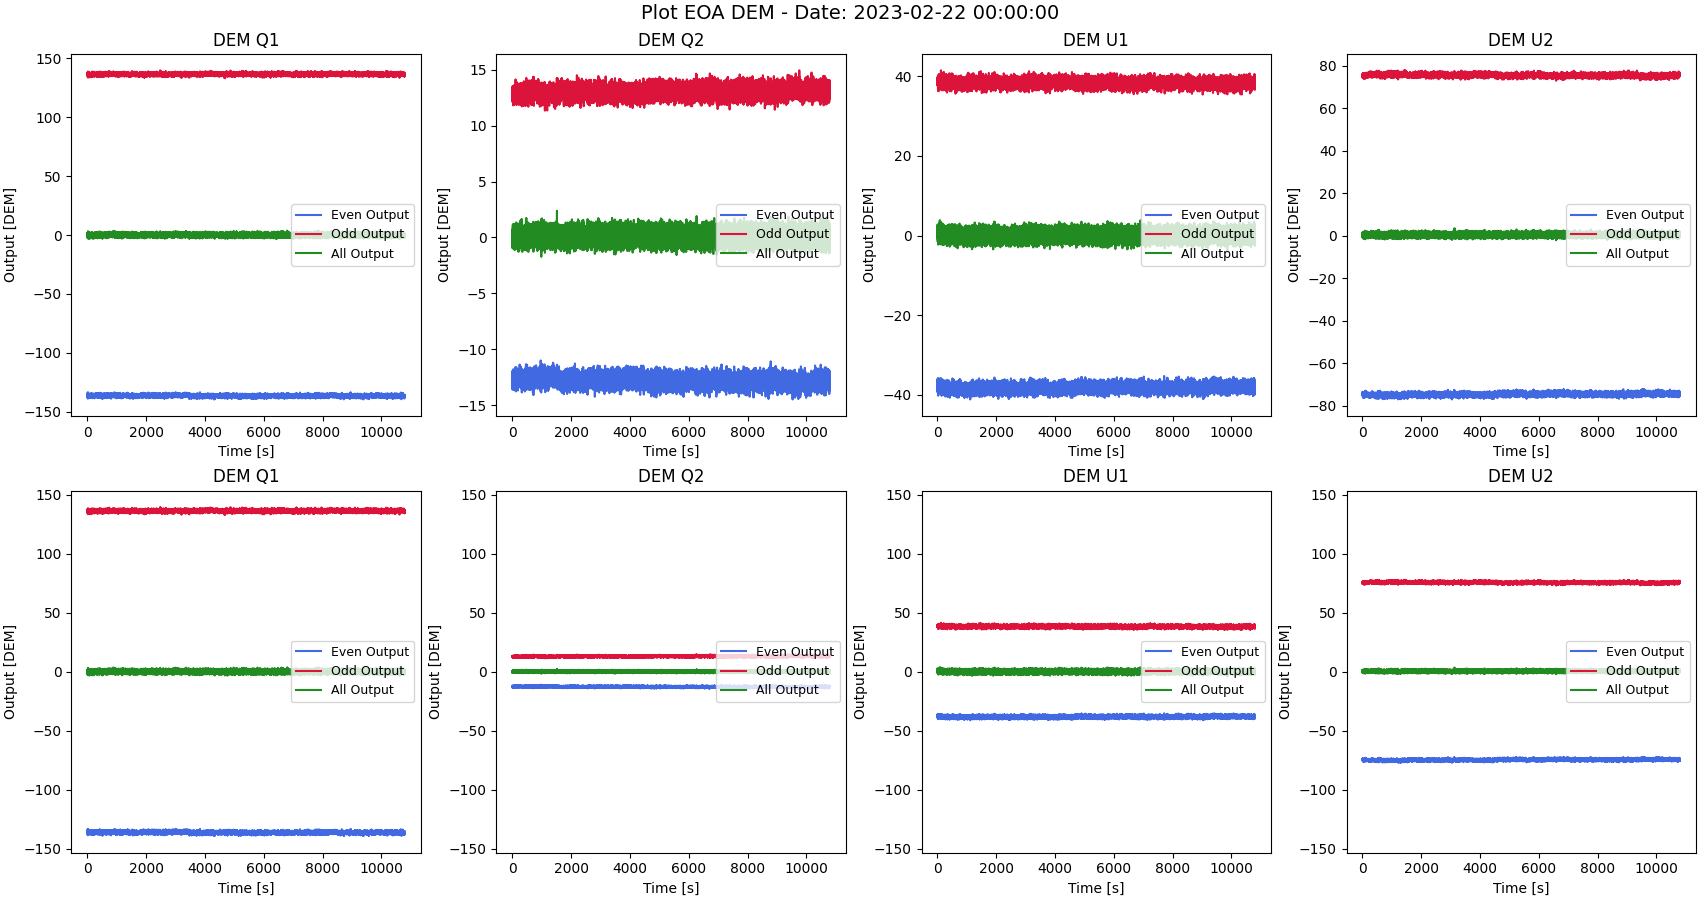 Plot EOA DEM - Date: 2023-02-22 00:00:00
DEM Q1
Output [DEM]
150
100
50
0
−50
−100
−150
0 2000 4000 6000 8000 10000
Time [s]
Even Output
Odd Output
All Output
DEM Q2
Output [DEM]
15
10
5
0
−5
−10
−15
0 2000 4000 6000 8000 10000
Time [s]
Even Output
Odd Output
All Output
DEM U1
Output [DEM]
40
20
0
−20
−40
0 2000 4000 6000 8000 10000
Time [s]
Even Output
Odd Output
All Output
DEM U2
Output [DEM]
80
60
40
20
0
−20
−40
−60
−80
0 2000 4000 6000 8000 10000
Time [s]
Even Output
Odd Output
All Output
DEM Q1
Output [DEM]
150
100
50
0
−50
−100
−150
0 2000 4000 6000 8000 10000
Time [s]
Even Output
Odd Output
All Output
DEM Q2
Output [DEM]
150
100
50
0
−50
−100
−150
0 2000 4000 6000 8000 10000
Time [s]
Even Output
Odd Output
All Output
DEM U1
Output [DEM]
150
100
50
0
−50
−100
−150
0 2000 4000 6000 8000 10000
Time [s]
Even Output
Odd Output
All Output
DEM U2
Output [DEM]
150
100
50
0
−50
−100
−150
0 2000 4000 6000 8000 10000
Time [s]
Even Output
Odd Output
All Output